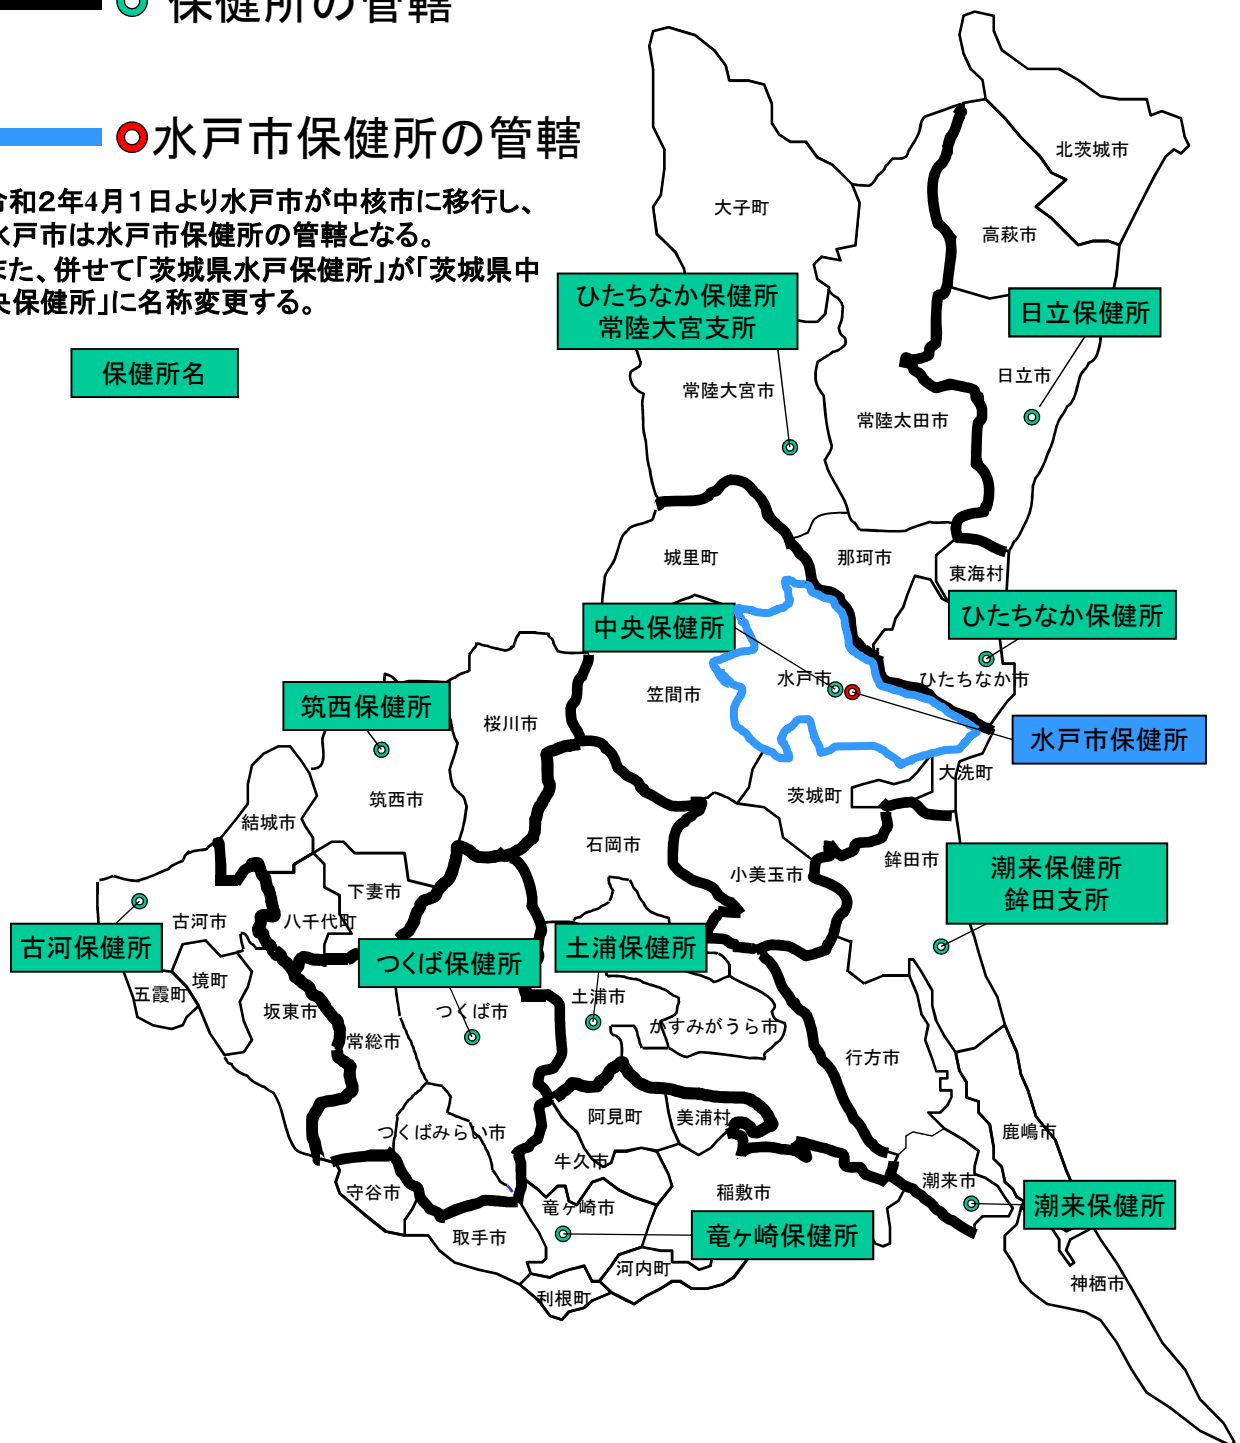 保健所の管轄
水戸市保健所の管轄
令和2年4月1日より水戸市が中核市に移行し、
水戸市は水戸市保健所の管轄となる。
また、併せて「茨城県水戸保健所」が「茨城県中
央保健所」に名称変更する。
保健所名
北茨城市
大子町
高萩市
ひたちなか保健所
常陸大宮支所
日立保健所
日立市
常陸大宮市
常陸太田市
城里町
那珂市
東海村
ひたちなか保健所
中央保健所
水戸市
ひたちなか市
笠間市
筑西保健所
桜川市
水戸市保健所
大洗町
茨城町
筑西市
結城市
石岡市
小美玉市
鉾田市
潮来保健所
鉾田支所
下妻市
八千代町
古河市
古河保健所
つくば保健所
土浦保健所
境町
五霞町
坂東市
つくば市
土浦市
かすみがうら市
常総市
行方市
阿見町
美浦村
つくばみらい市
鹿嶋市
牛久市
守谷市
稲敷市
潮来市
潮来保健所
竜ヶ崎市
取手市
竜ヶ崎保健所
河内町
利根町
神栖市